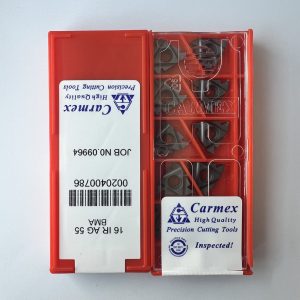 Carmex
High Quality
Precision Cutting Tools
JOB NO.09964
0020400786
16 IR AG 55
BMA
CARMEX
Carmex
High Quality
Precision Cutting Tools
Inspected!